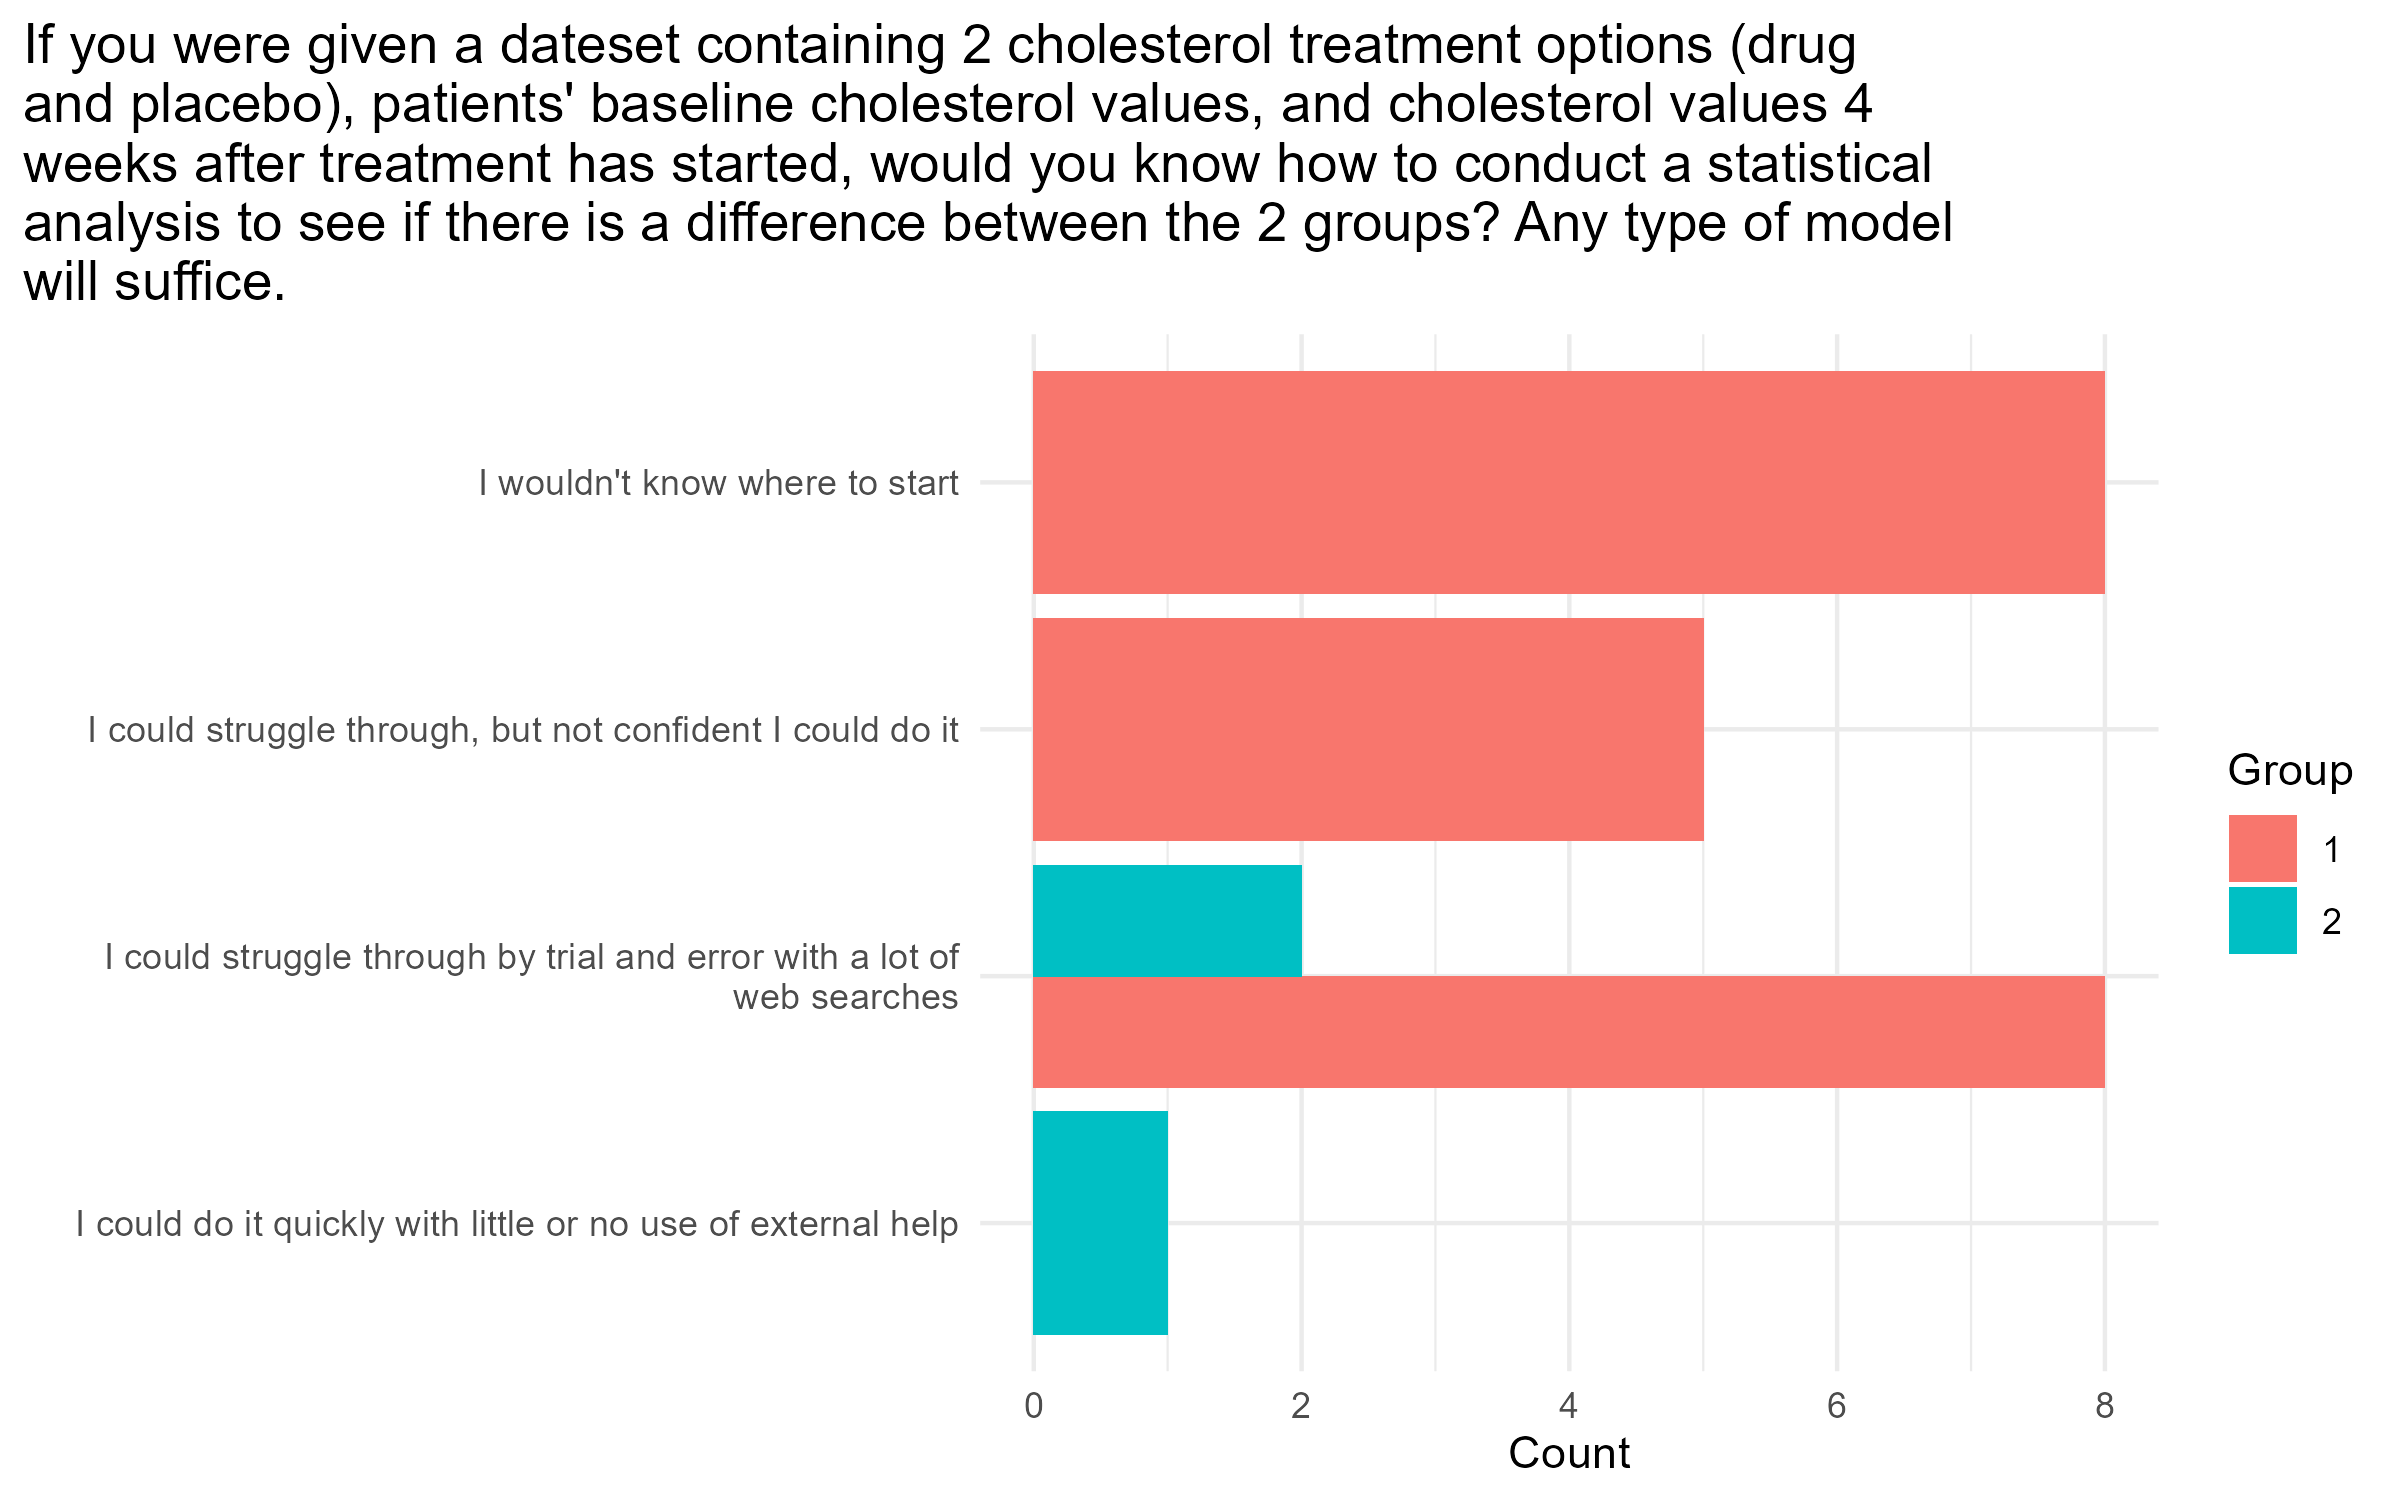 If you were given a dateset containing 2 cholesterol treatment options (drug
and placebo), patients' baseline cholesterol values, and cholesterol values 4
weeks after treatment has started, would you know how to conduct a statistical
analysis to see if there is a difference between the 2 groups? Any type of model
will suffice.
I wouldn't know where to start
I could struggle through, but not confident I could do it
I could struggle through by trial and error with a lot of
web searches
I could do it quickly with little or no use of external help
0 2 4 6 8
Count
Group
1
2